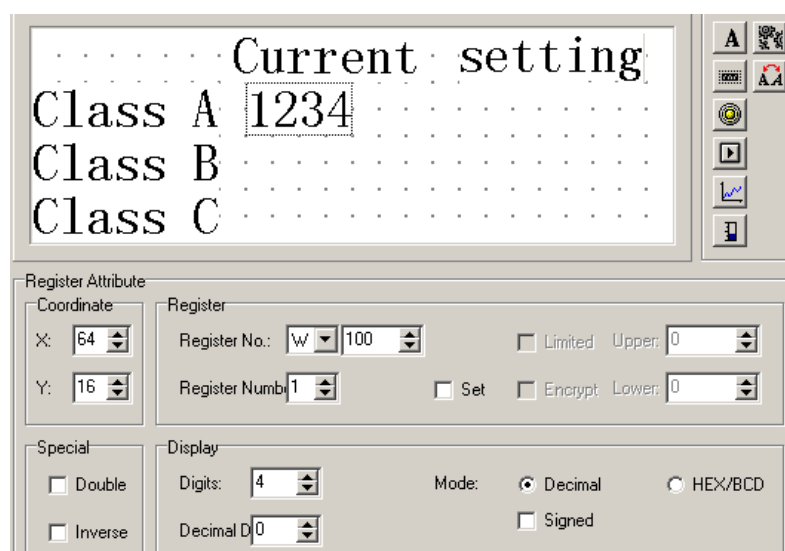 Current setting
Class A 1234
Class B
Class C
A
A.A
Register Attribute
Coordinate
X: 64
Y: 16
Register
Register No.: W 100
Limited Upper: 0
Register Numb 1
Set
Encrypt Lower: 0
Special
Double
Inverse
Display
Digits: 4
Mode: Decimal HEX/BCD
Decimal D 0
Signed